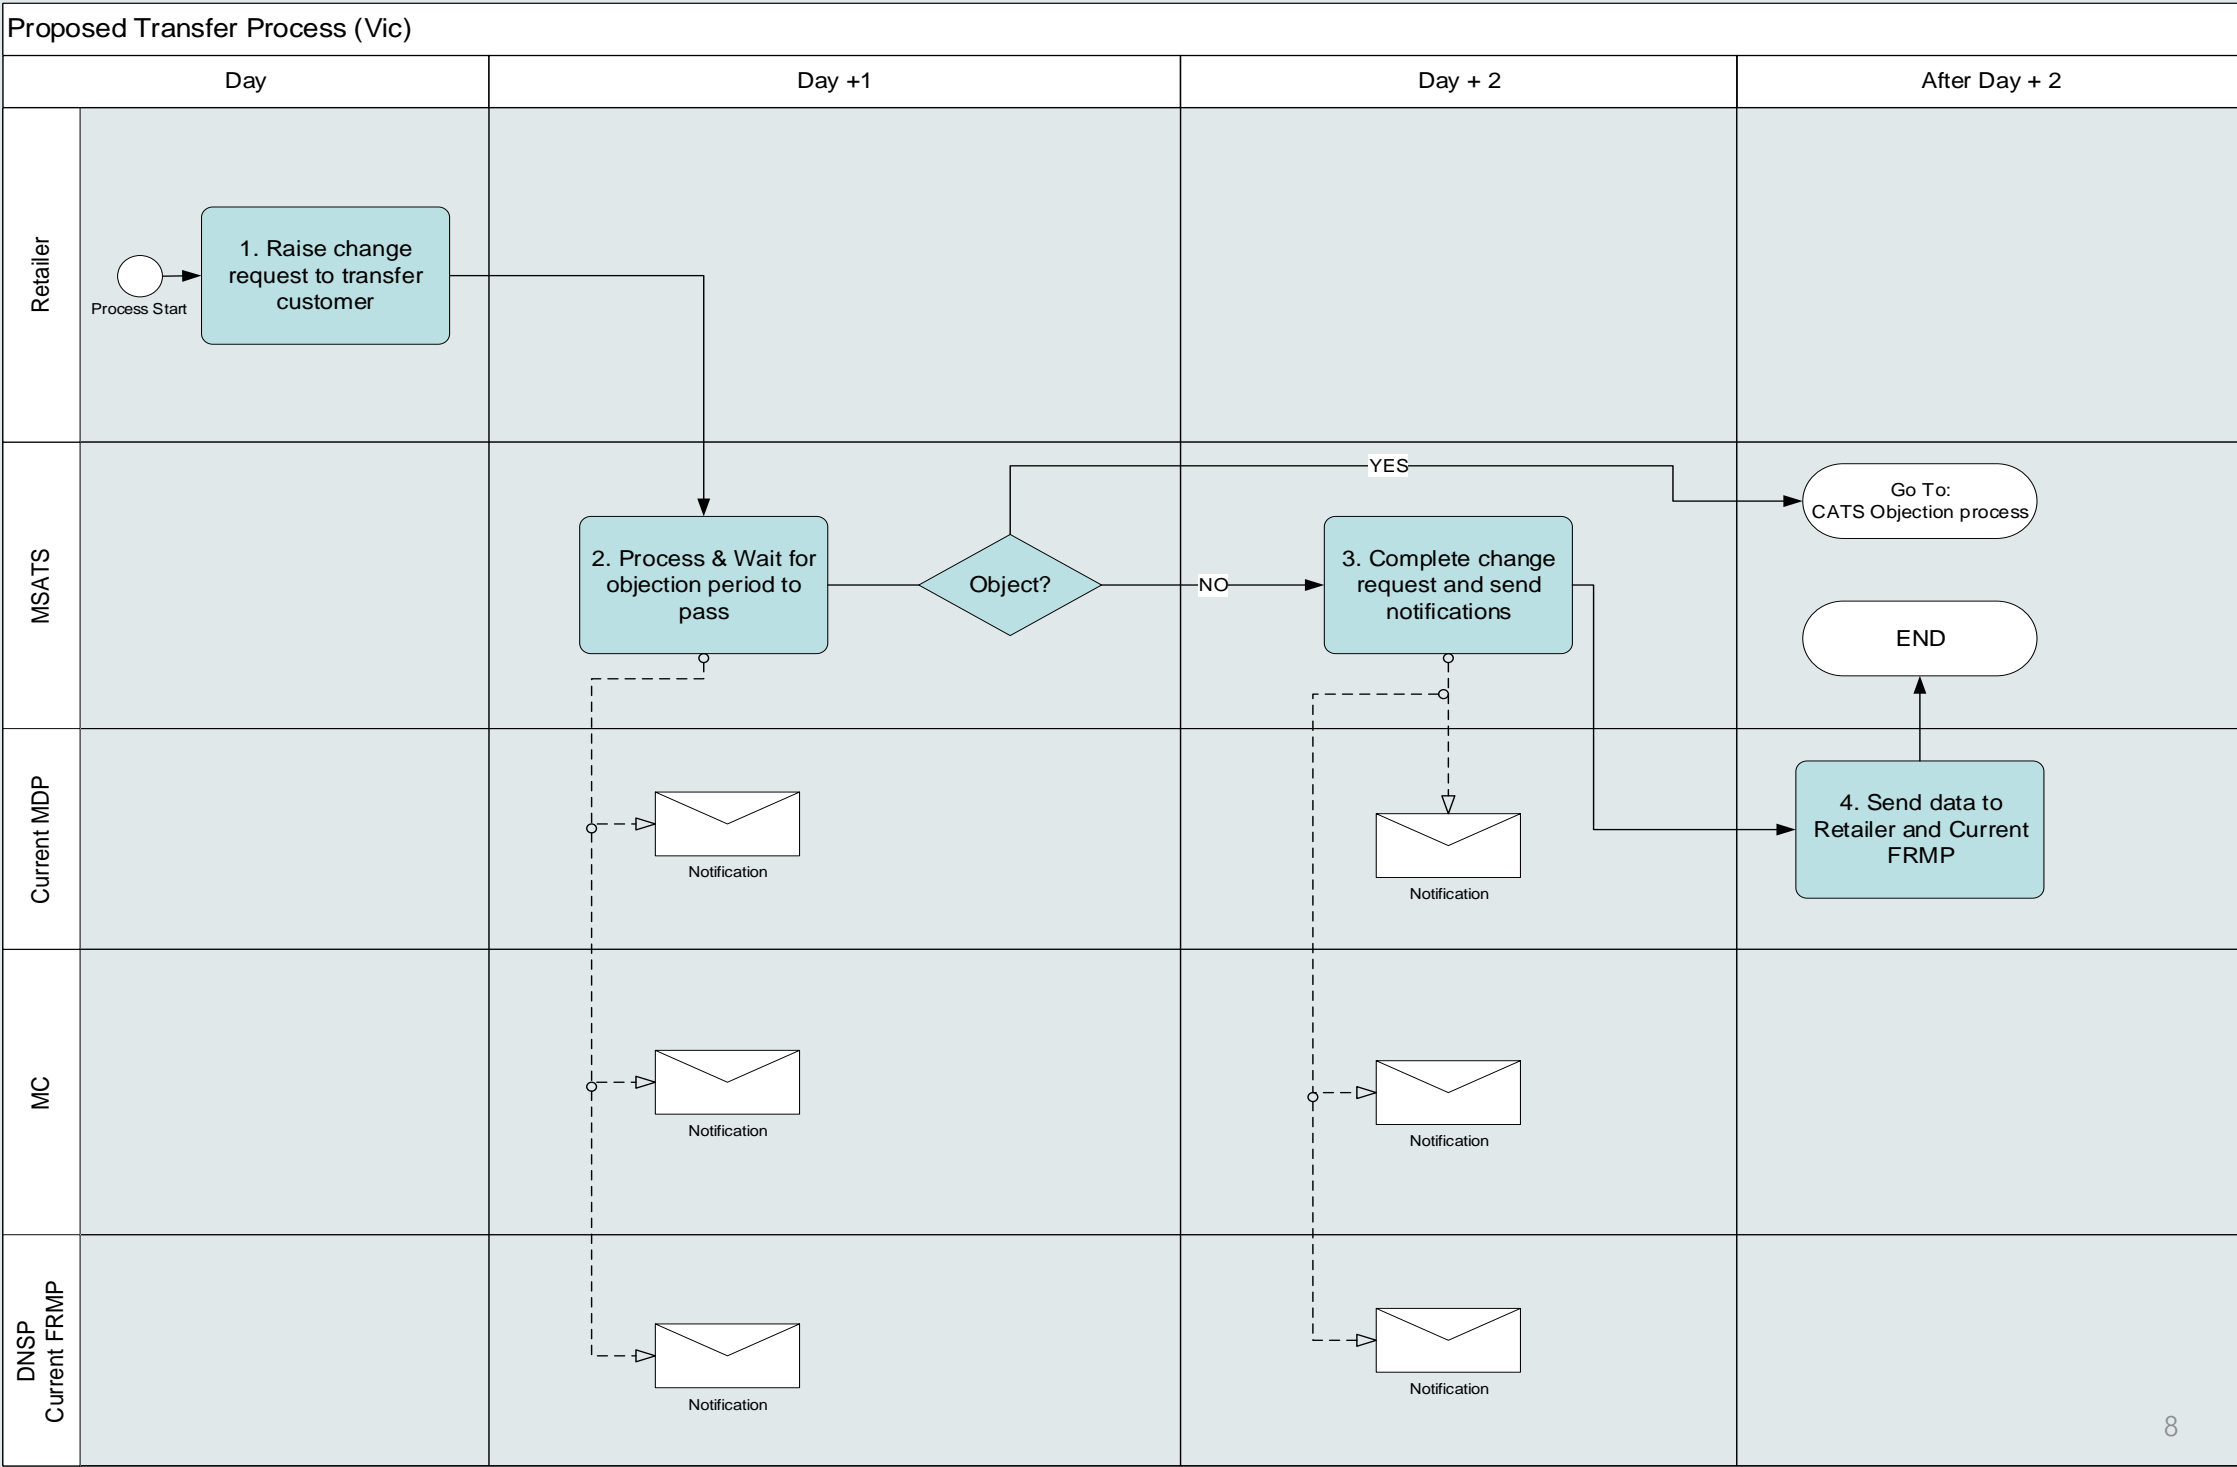 Proposed Transfer Process (Vic)
Day
Day +1
Day + 2
After Day + 2
Retailer
Process Start
1. Raise change
request to transfer
customer
MSATS
2. Process & Wait for
objection period to
pass
Object?
YES
NO
3. Complete change
request and send
notifications
Go To:
CATS Objection process
END
Current MDP
Notification
Notification
4. Send data to
Retailer and Current
FRMP
MC
Notification
Notification
DNSP
Current FRMP
Notification
Notification
8